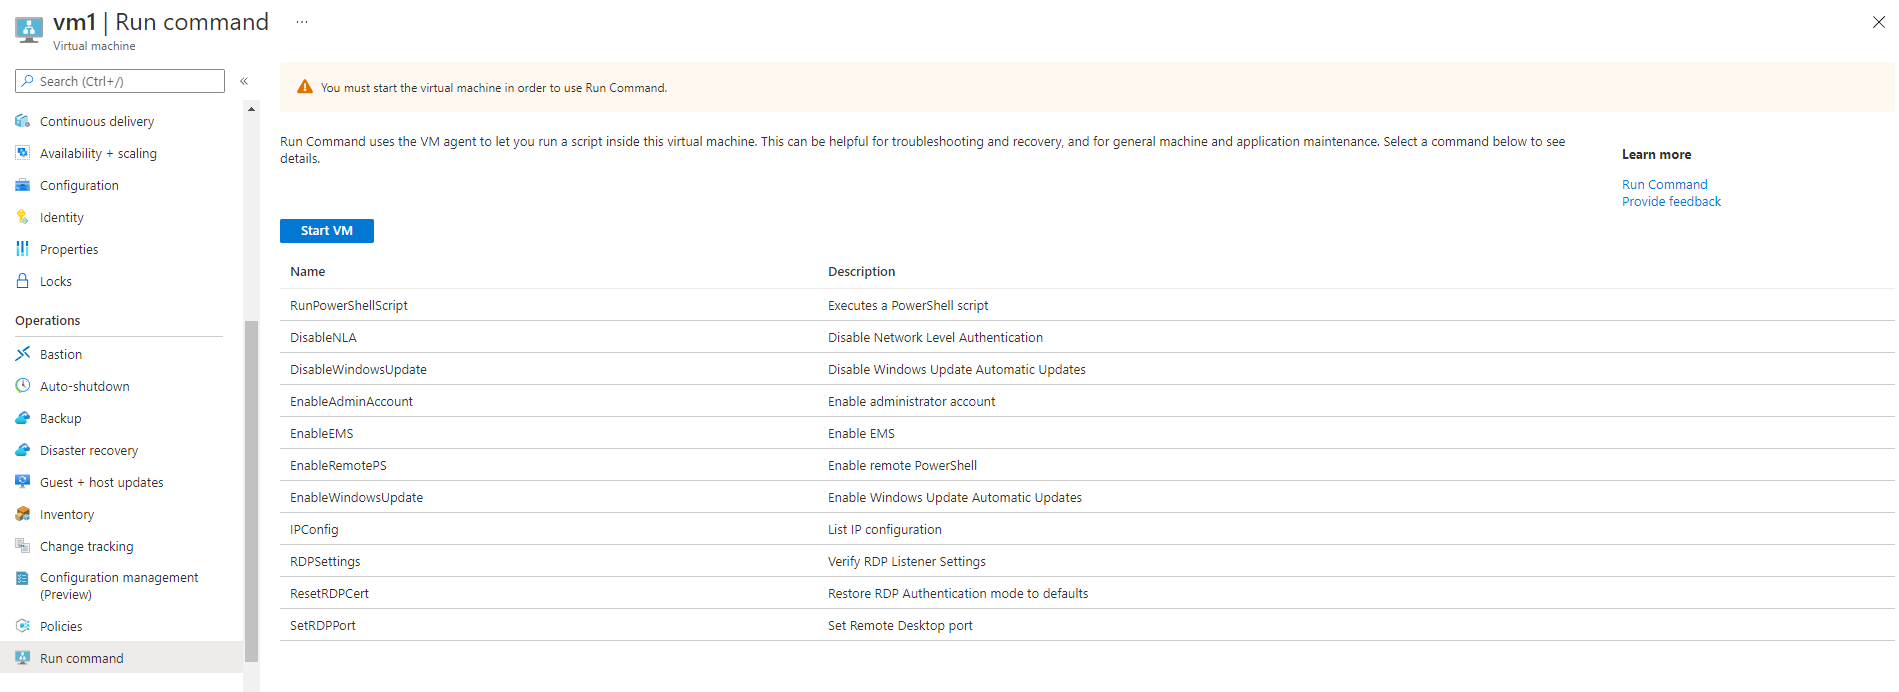 vm1 | Run command ...
Virtual machine
Search (Ctrl+/)
«
Continuous delivery
Availability + scaling
Configuration
Identity
Properties
Locks
Operations
Bastion
Auto-shutdown
Backup
Disaster recovery
Guest + host updates
Inventory
Change tracking
Configuration management
(Preview)
Policies
Run command
You must start the virtual machine in order to use Run Command.
Run Command uses the VM agent to let you run a script inside this virtual machine. This can be helpful for troubleshooting and recovery, and for general machine and application maintenance. Select a command below to see
details.
Learn more
Run Command
Provide feedback
Start VM
Name Description
RunPowerShellScript Executes a PowerShell script
DisableNLA Disable Network Level Authentication
DisableWindowsUpdate Disable Windows Update Automatic Updates
EnableAdminAccount Enable administrator account
EnableEMS Enable EMS
EnableRemotePS Enable remote PowerShell
EnableWindowsUpdate Enable Windows Update Automatic Updates
IPConfig List IP configuration
RDPSettings Verify RDP Listener Settings
ResetRDPCert Restore RDP Authentication mode to defaults
SetRDPPort Set Remote Desktop port